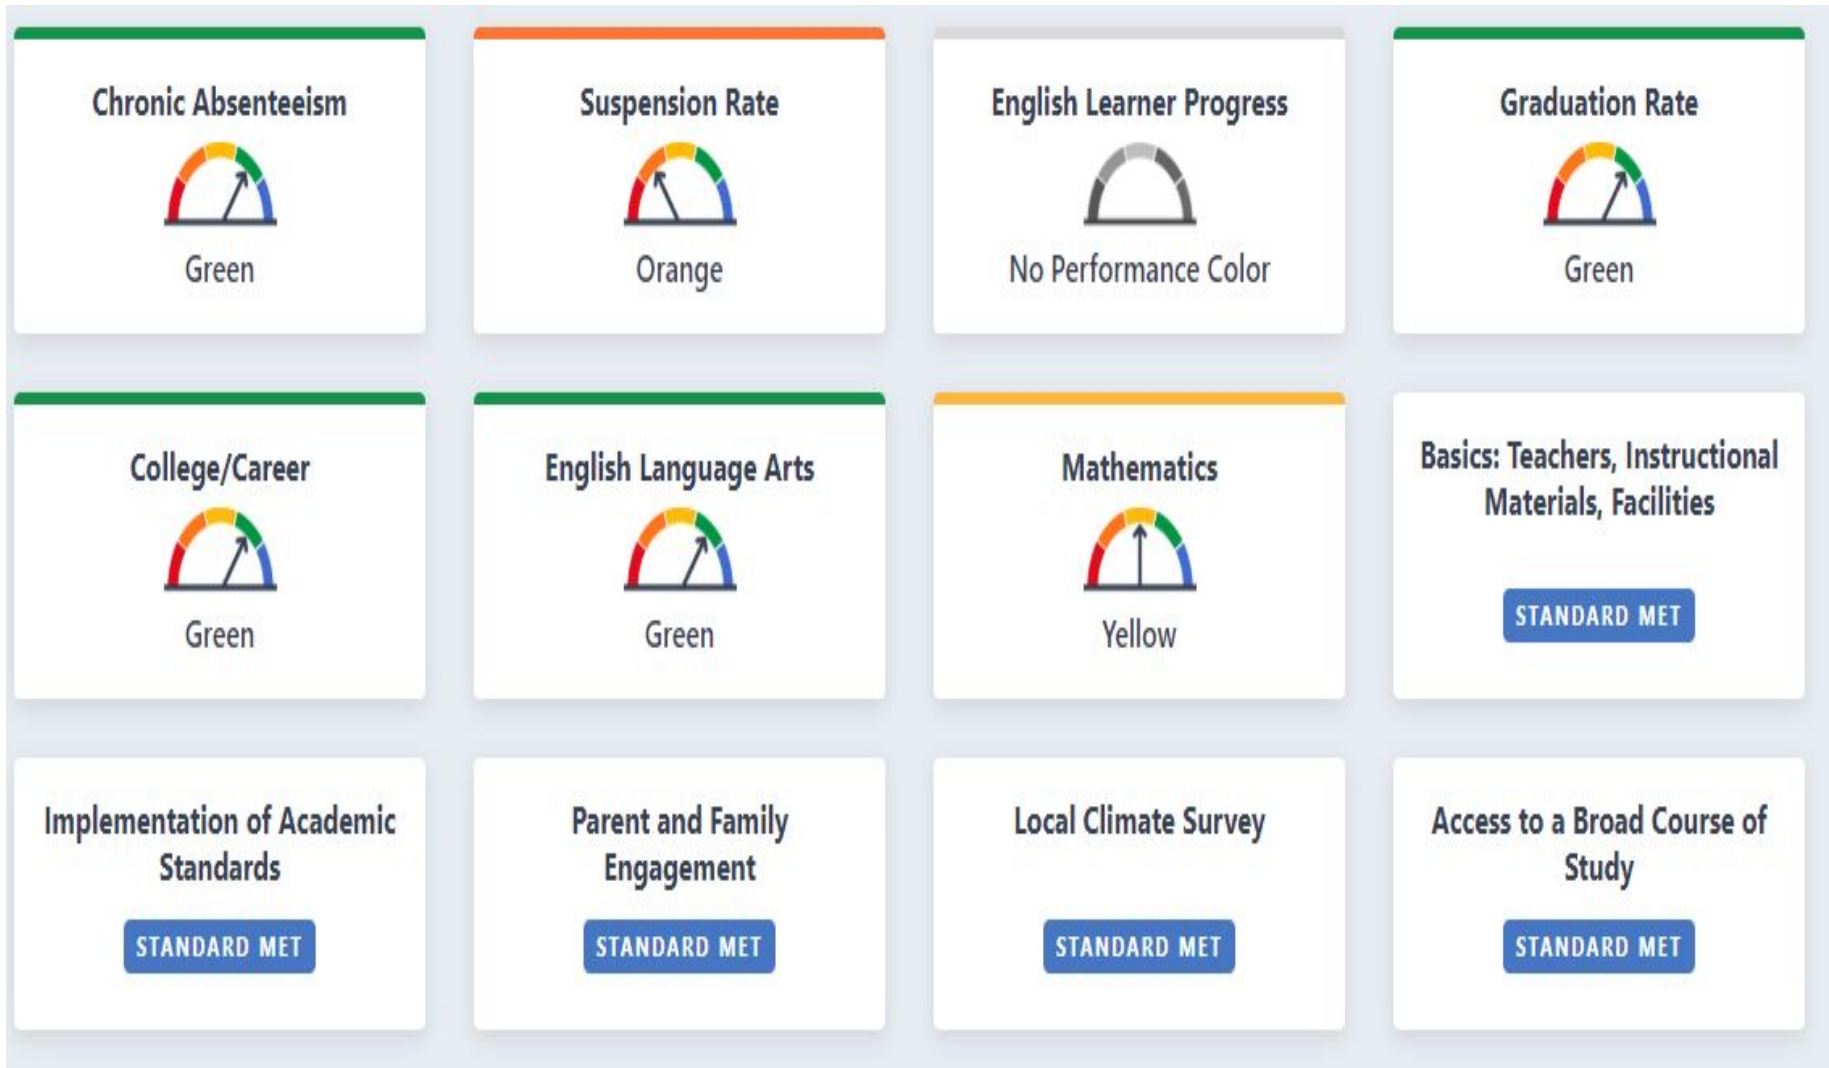 Chronic Absenteeism
Green
Suspension Rate
Orange
English Learner Progress
No Performance Color
Graduation Rate
Green
College/Career
Green
English Language Arts
Green
Mathematics
Yellow
Basics: Teachers, Instructional
Materials, Facilities
STANDARD MET
Implementation of Academic
Standards
STANDARD MET
Parent and Family
Engagement
STANDARD MET
Local Climate Survey
STANDARD MET
Access to a Broad Course of
Study
STANDARD MET